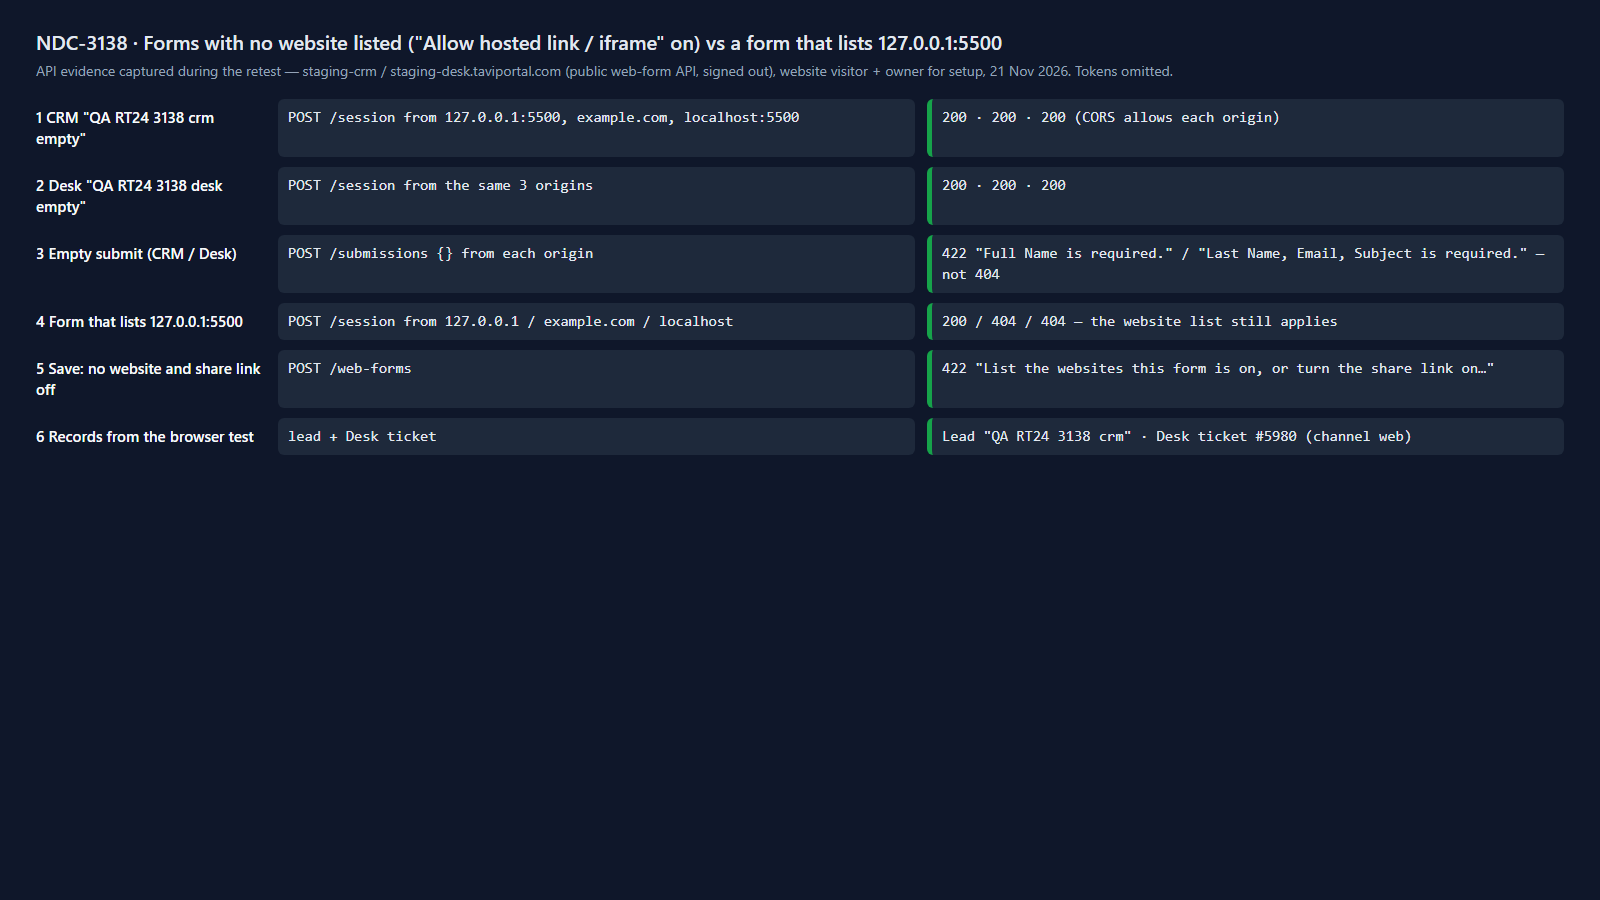 NDC-3138 · Forms with no website listed ("Allow hosted link / iframe" on) vs a form that lists 127.0.0.1:5500
API evidence captured during the retest — staging-crm / staging-desk.taviportal.com (public web-form API, signed out), website visitor + owner for setup, 21 Nov 2026. Tokens omitted.
1 CRM "QA RT24 3138 crm
empty"
POST /session from 127.0.0.1:5500, example.com, localhost:5500
200 · 200 · 200 (CORS allows each origin)
2 Desk "QA RT24 3138 desk
empty"
POST /session from the same 3 origins
200 · 200 · 200
3 Empty submit (CRM / Desk)
POST /submissions {} from each origin
422 "Full Name is required." / "Last Name, Email, Subject is required." —
not 404
4 Form that lists 127.0.0.1:5500
POST /session from 127.0.0.1 / example.com / localhost
200 / 404 / 404 — the website list still applies
5 Save: no website and share link
off
POST /web-forms
422 "List the websites this form is on, or turn the share link on…"
6 Records from the browser test
lead + Desk ticket
Lead "QA RT24 3138 crm" · Desk ticket #5980 (channel web)